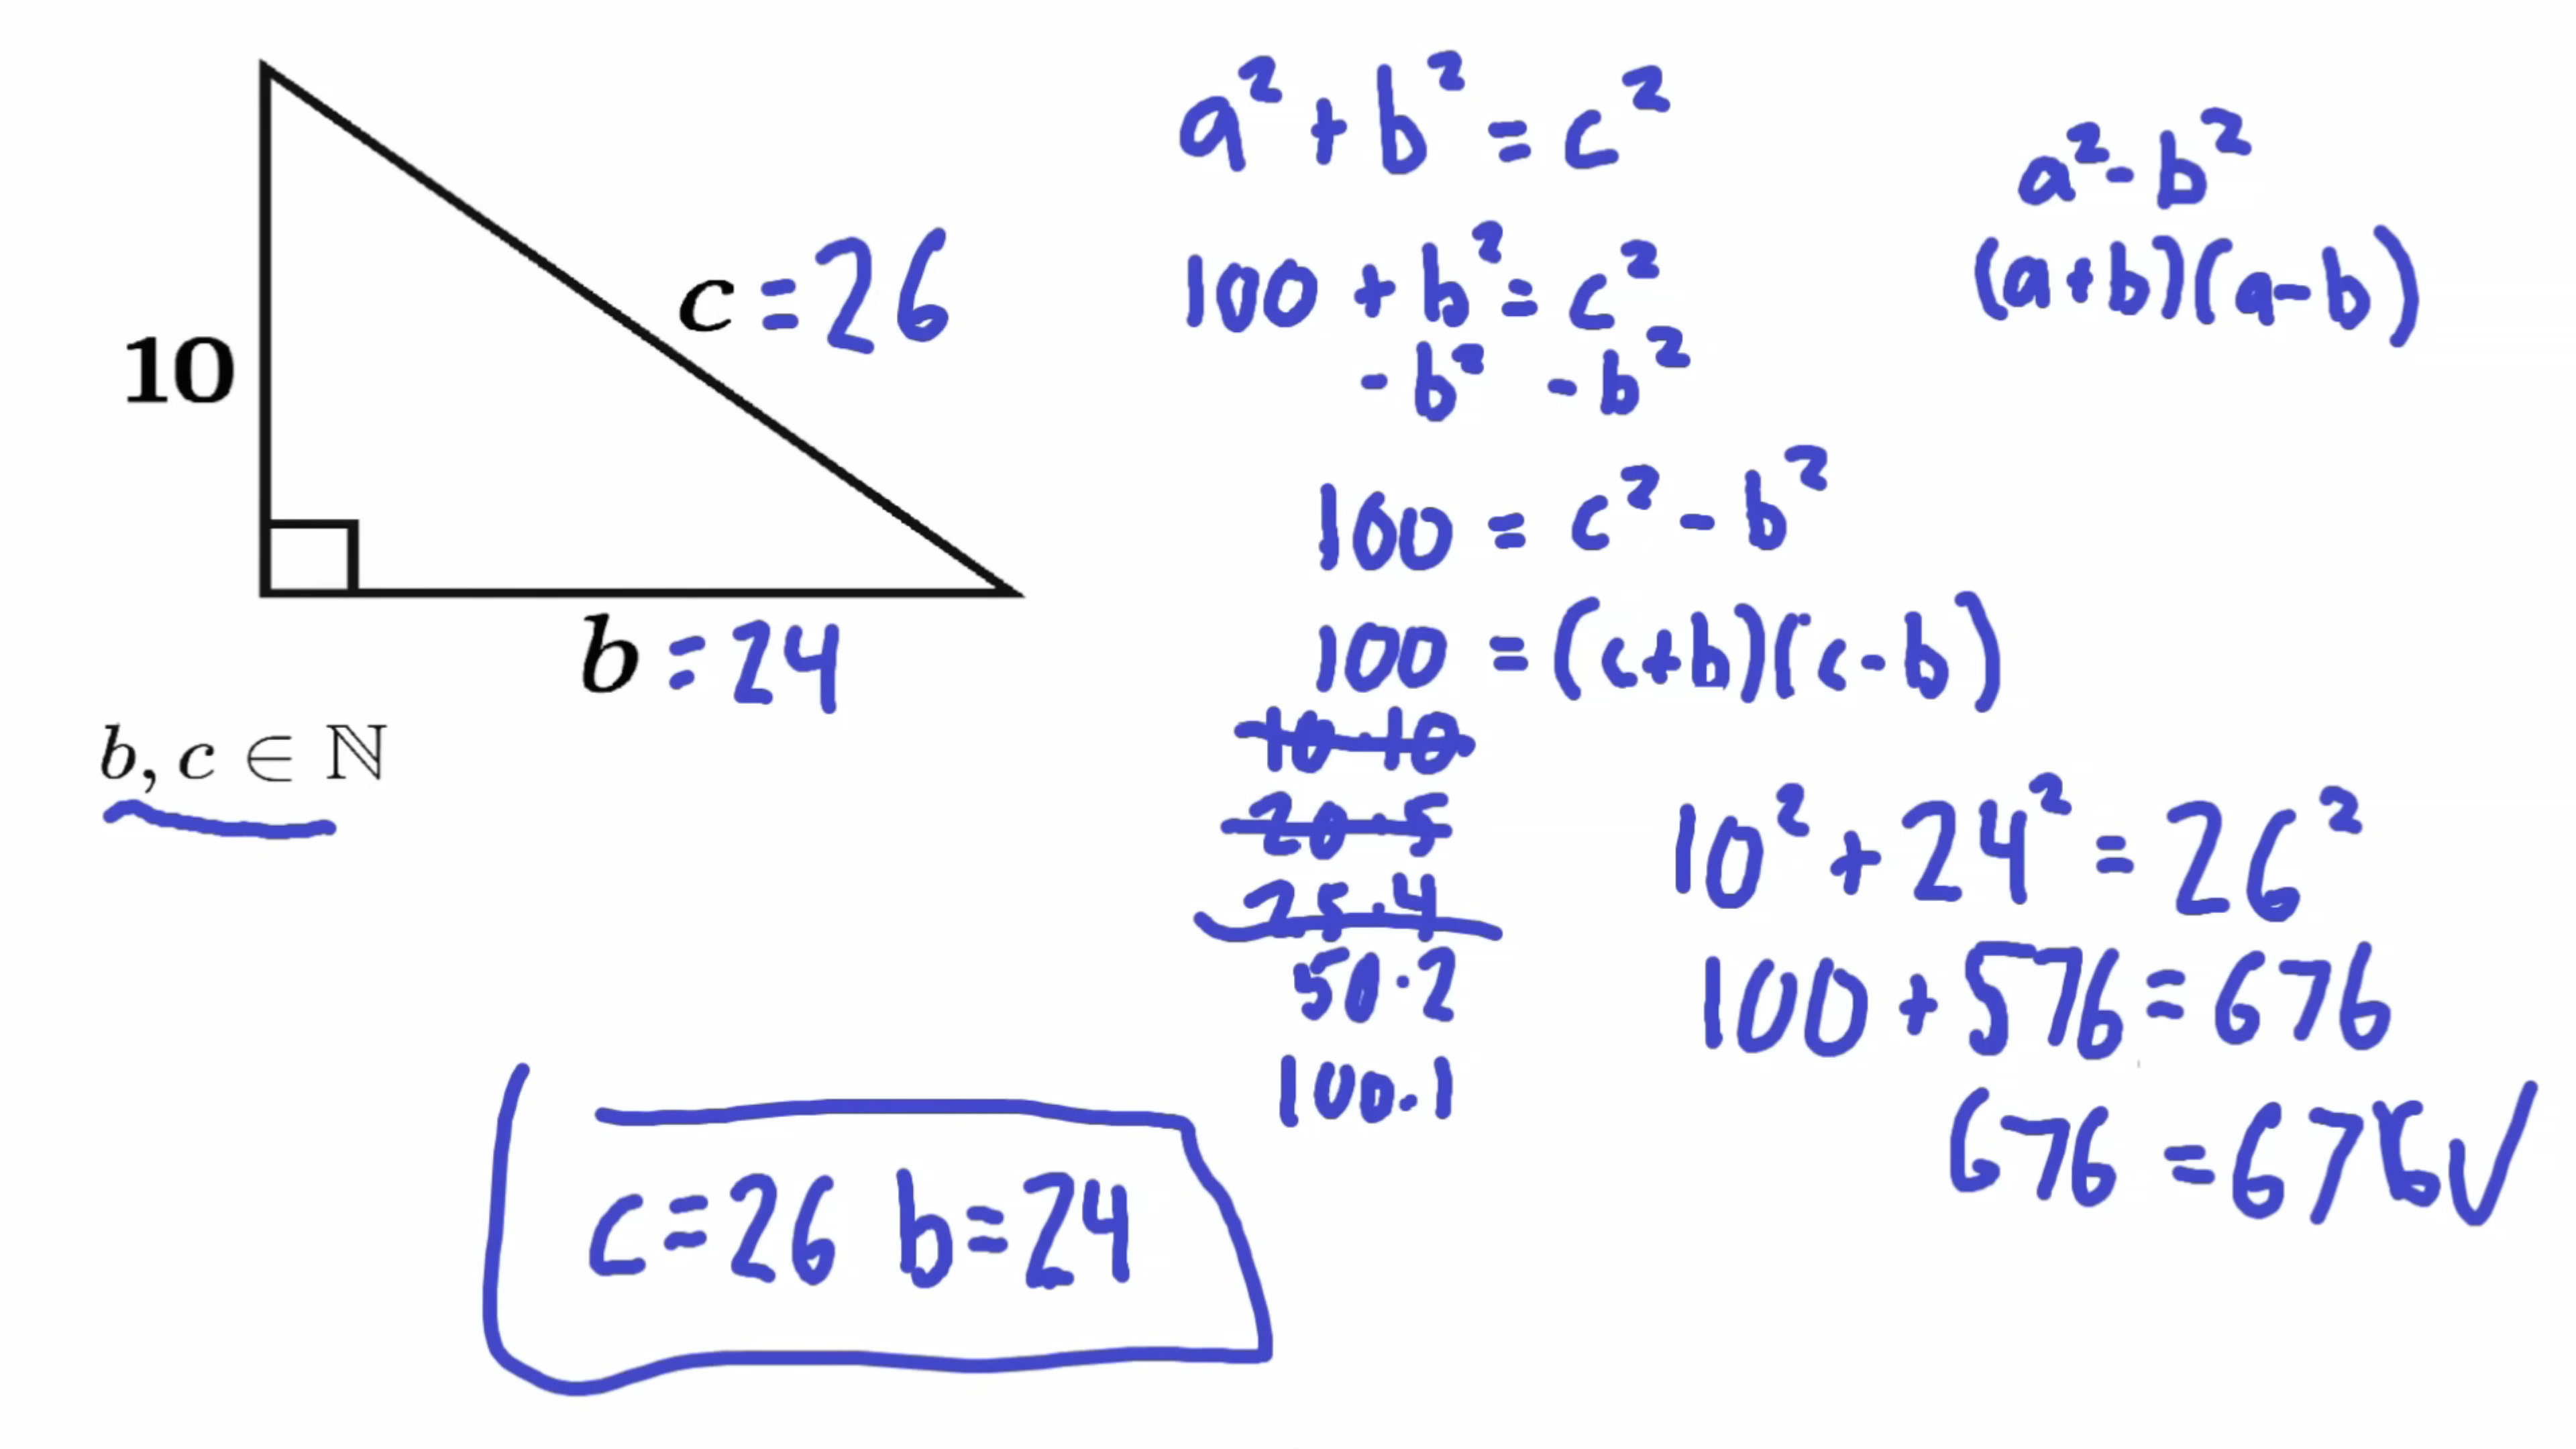 10
c = 26
b = 24
b, c ∈ ℕ
a² + b² = c²
100 + b² = c²
- b² - b²
100 = c² - b²
100 = (c+b)(c-b)
10·10
20·5
25·4
50·2
100·1
a² - b²
(a+b)(a-b)
10² + 24² = 26²
100 + 576 = 676
676 = 676 ✓
c = 26 b = 24